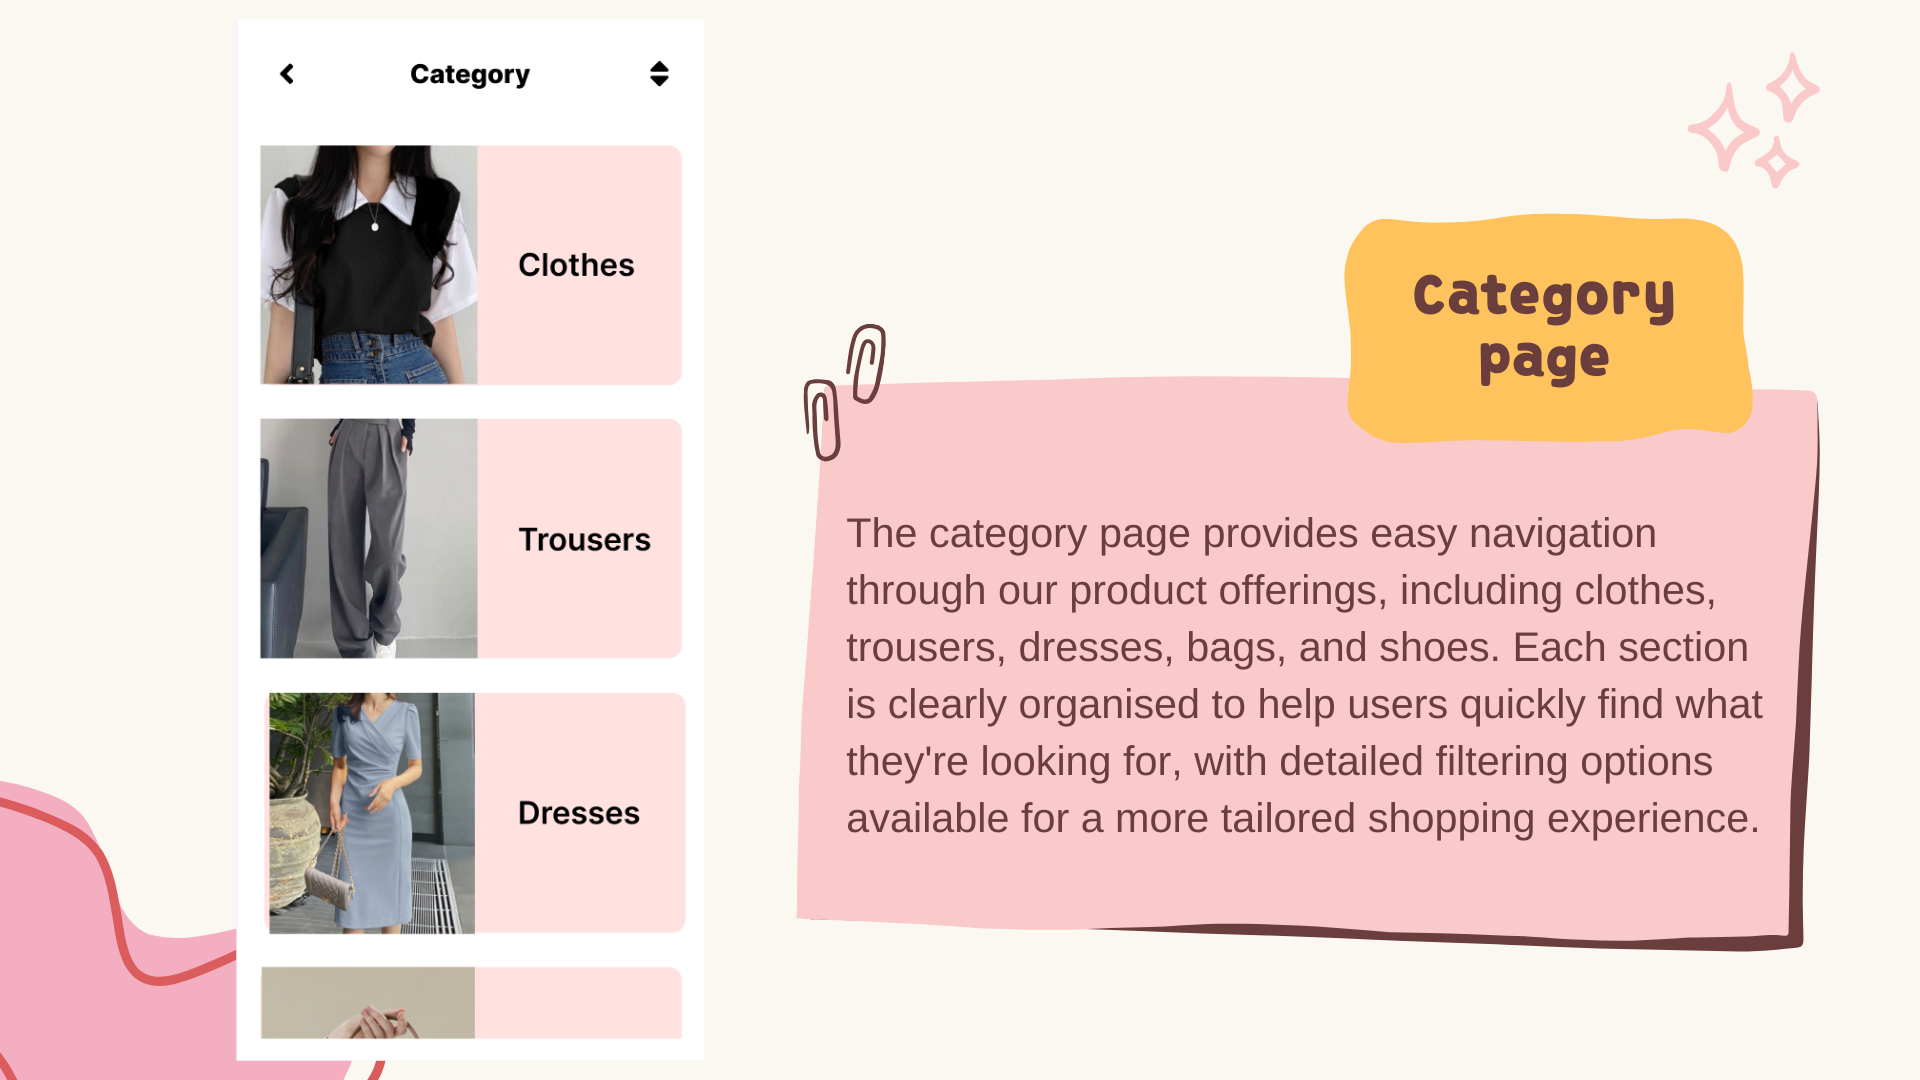 Category
Clothes
Trousers
Dresses
Category
page
The category page provides easy navigation
through our product offerings, including clothes,
trousers, dresses, bags, and shoes. Each section
is clearly organised to help users quickly find what
they're looking for, with detailed filtering options
available for a more tailored shopping experience.